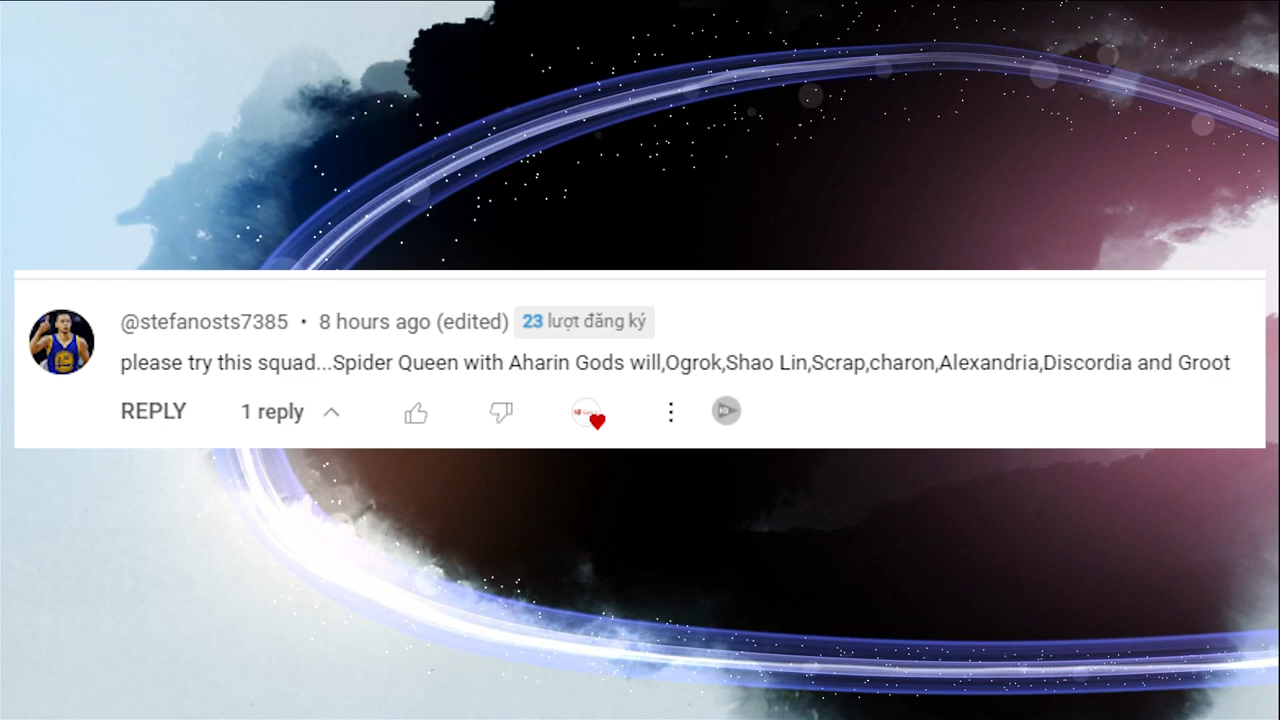 @stefanosts7385 • 8 hours ago (edited) 23 lượt đăng ký
please try this squad...Spider Queen with Aharin Gods will,Ogrok,Shao Lin,Scrap,charon,Alexandria,Discordia and Groot
REPLY 1 reply